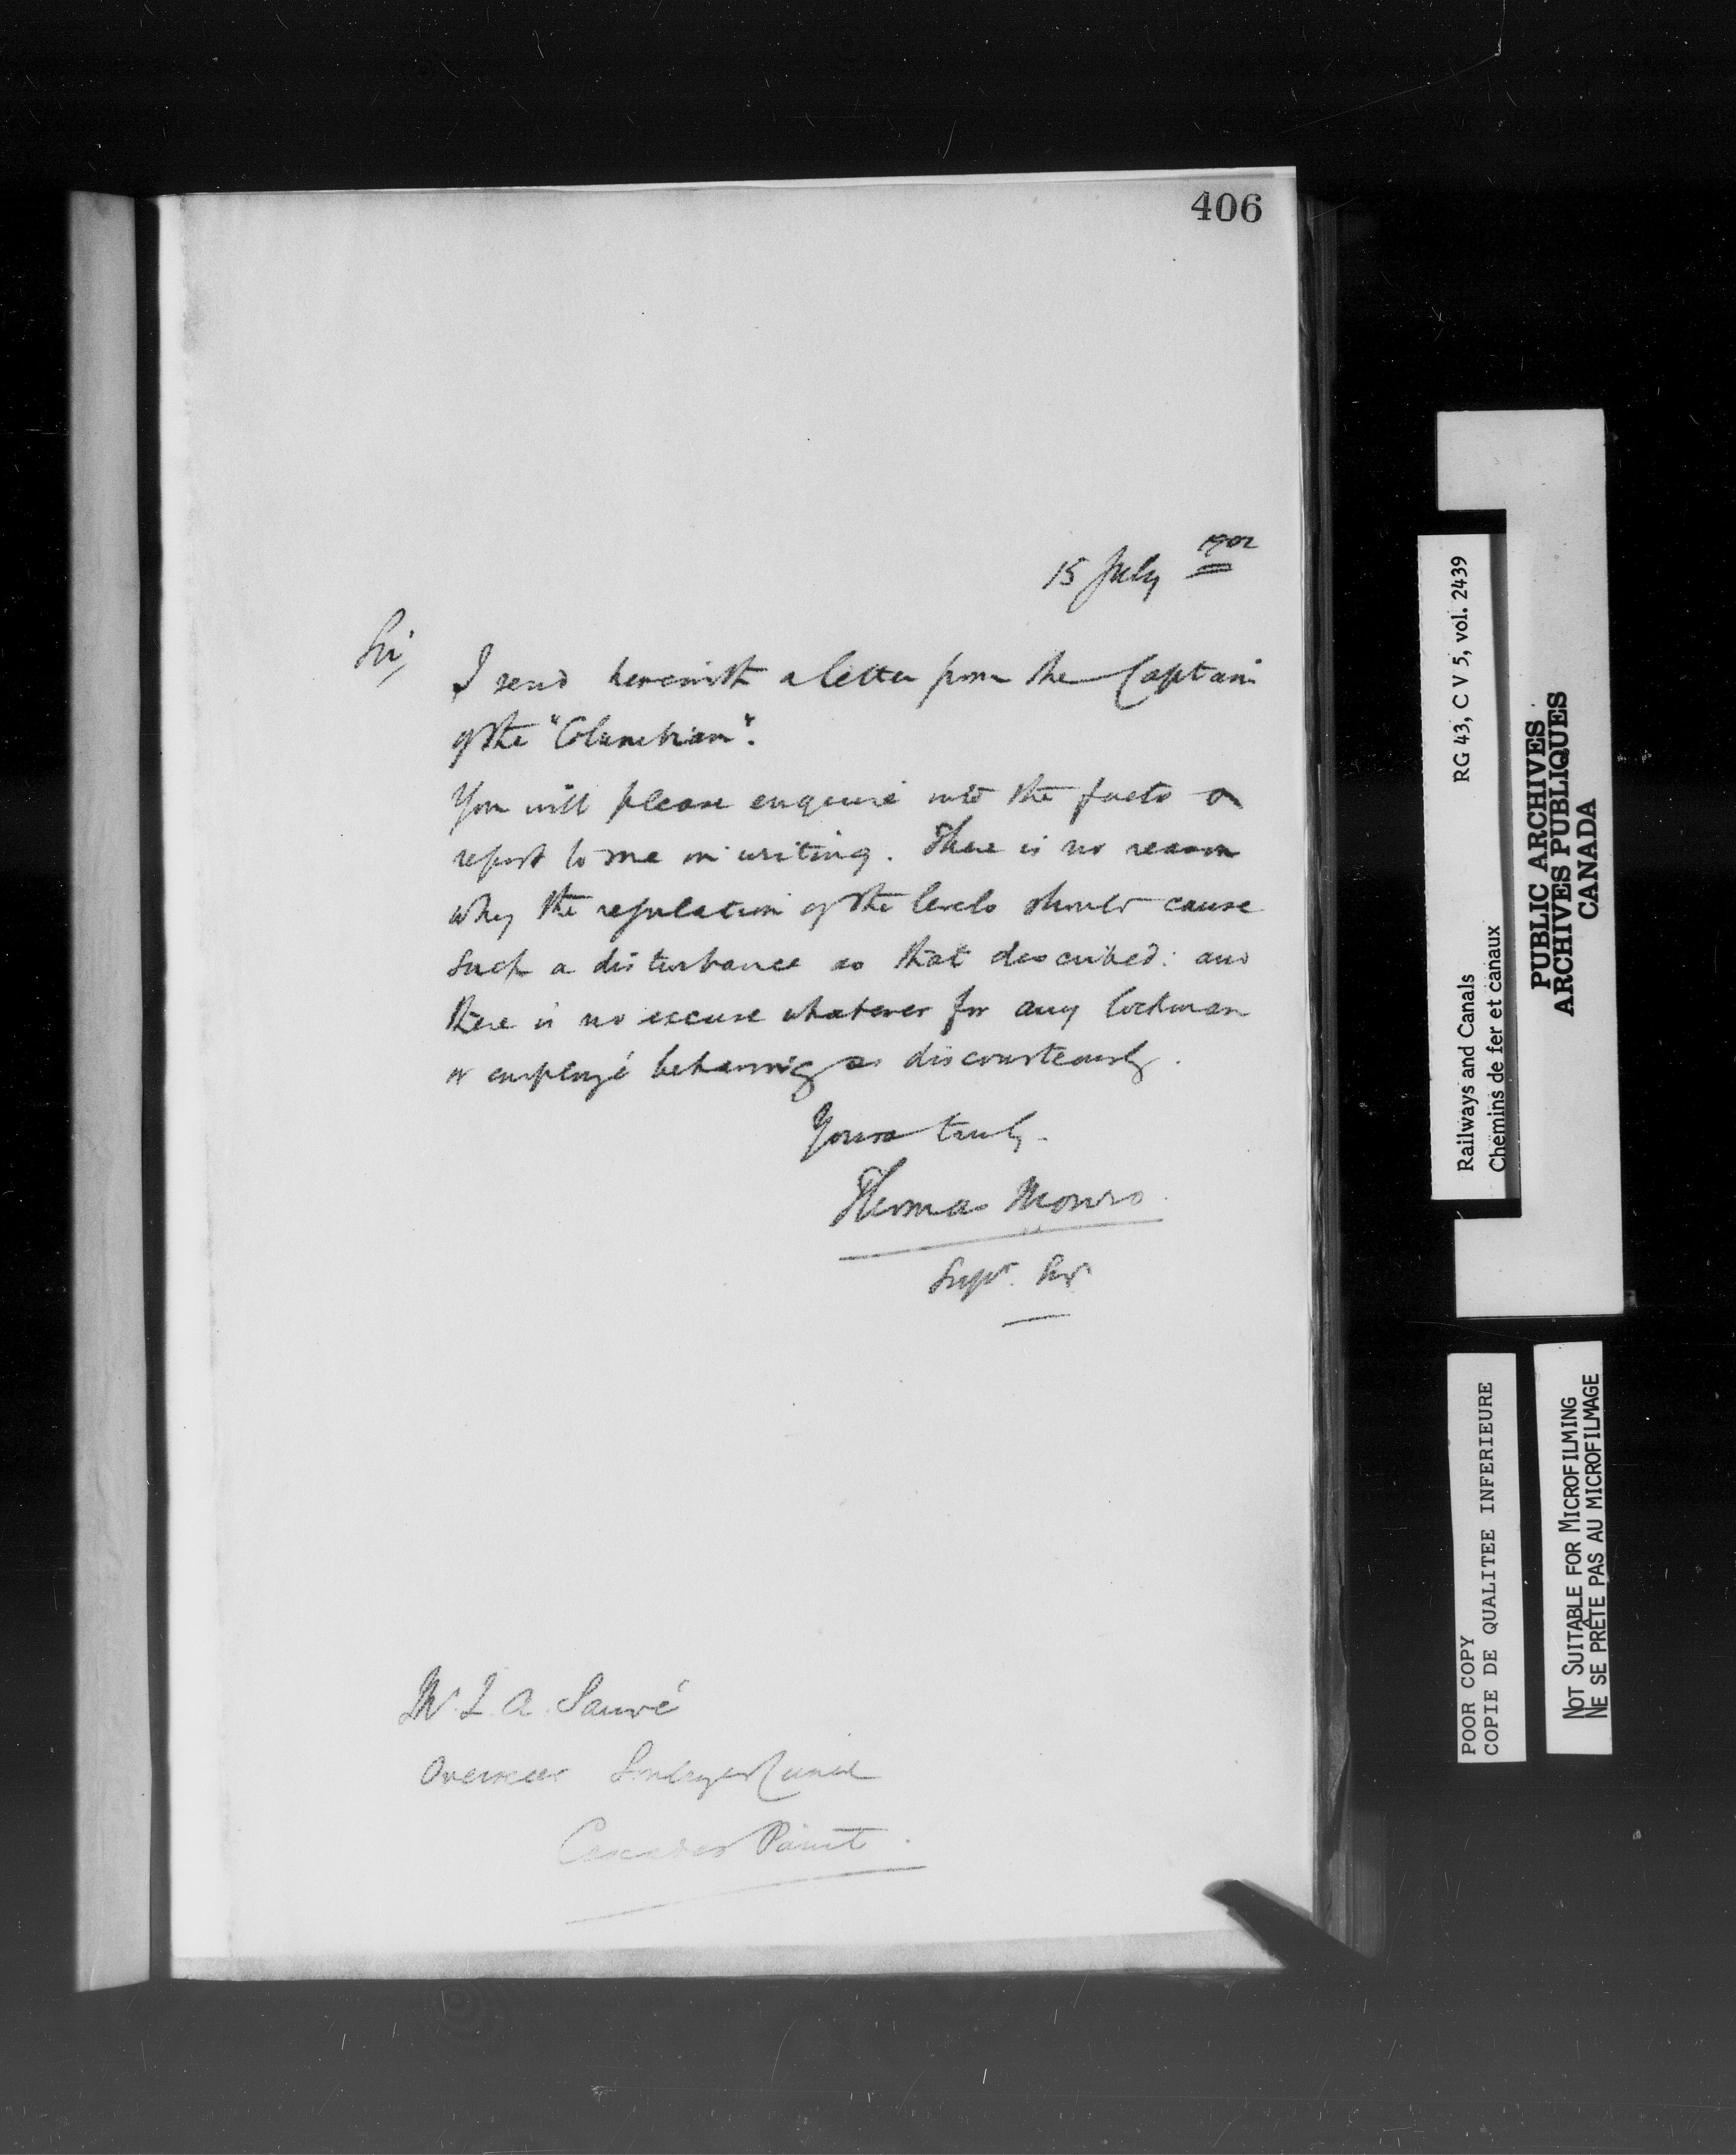 406
15 July 1902
Sir,
I send herewith a letter from the Captain
of the "Columbian".
You will please enquire into the facts &
report to me in writing. There is no reason
why the regulation of the levels should cause
such a disturbance as that described: and
there is no excuse whatever for any lockman
or employé behaving so discourteously.
Yours truly.
Thomas Monro
Supt.
Mr. L. A. Sauvé
Overseer Soulanges Canal
Cascades Point.
RG 43, C V 5, vol. 2439
Railways and Canals
Chemins de fer et canaux
PUBLIC ARCHIVES
ARCHIVES PUBLIQUES
CANADA
POOR COPY
COPIE DE QUALITEE INFERIEURE
NOT SUITABLE FOR MICROFILMING
NE SE PRÊTE PAS AU MICROFILMAGE